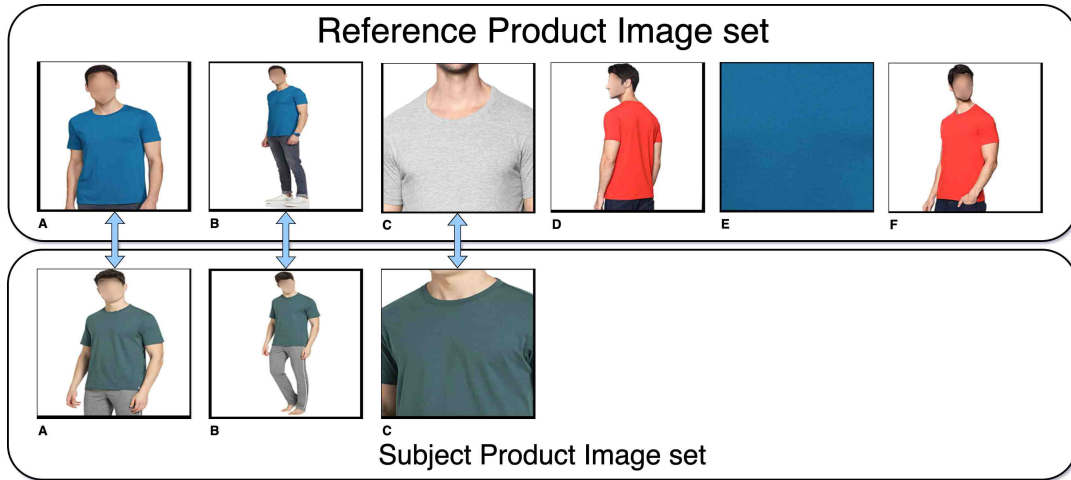 Reference Product Image set
A B C D E F
A B C
Subject Product Image set